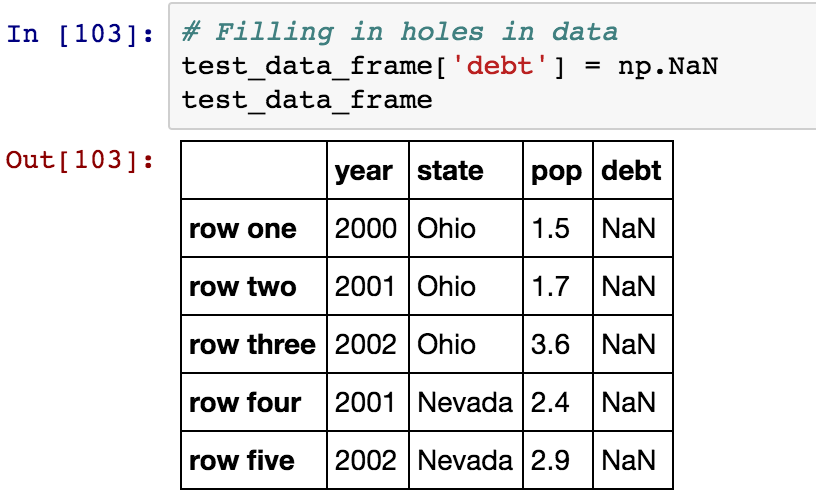 In [103]: # Filling in holes in data
test_data_frame['debt'] = np.NaN
test_data_frame
Out[103]:
year state pop debt
row one 2000 Ohio 1.5 NaN
row two 2001 Ohio 1.7 NaN
row three 2002 Ohio 3.6 NaN
row four 2001 Nevada 2.4 NaN
row five 2002 Nevada 2.9 NaN